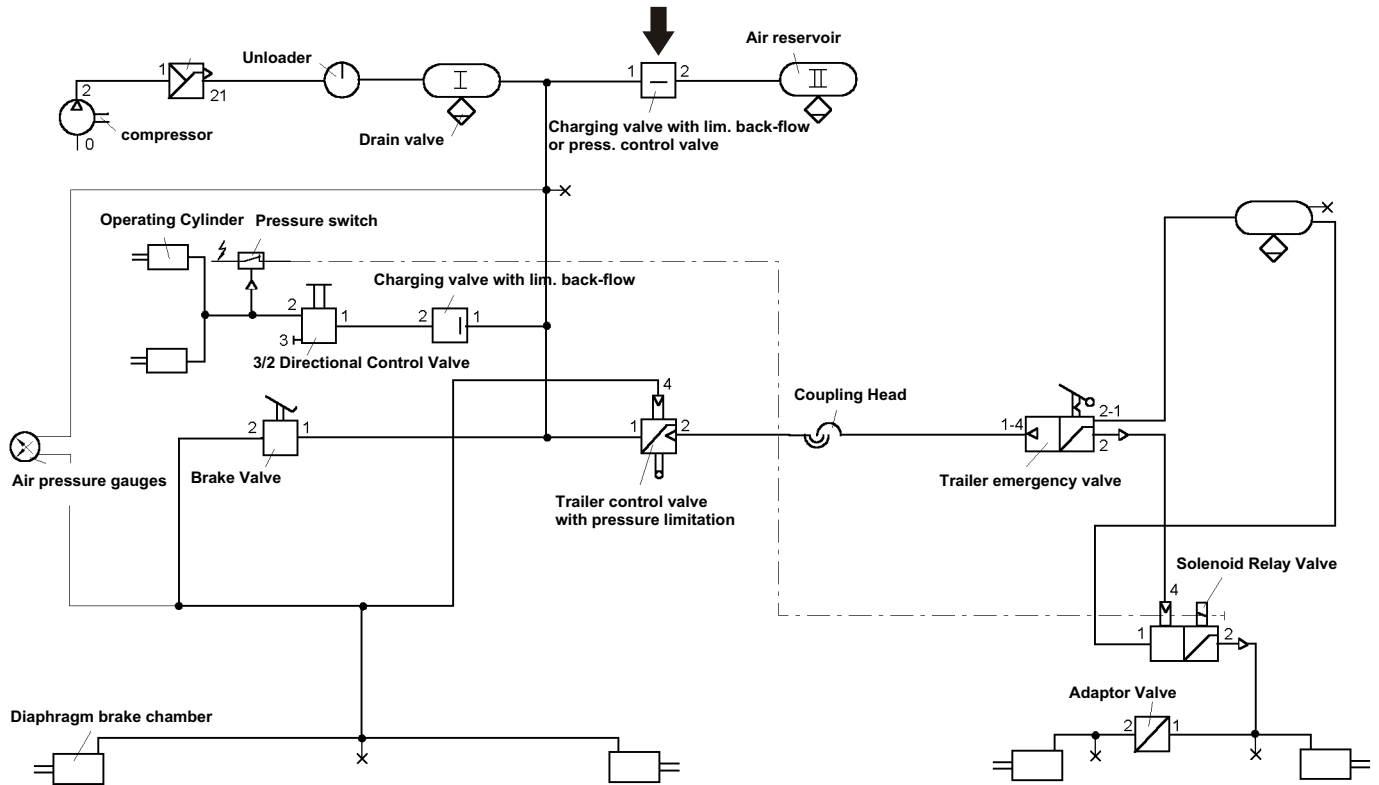 Air reservoir
Unloader
1
2
21
I
1
2
II
compressor
0
Drain valve
Charging valve with lim. back-flow
or press. control valve
Operating Cylinder
Pressure switch
Charging valve with lim. back-flow
2
1
2
1
3
3/2 Directional Control Valve
4
Coupling Head
2
1
1
2
1-4
2-1
2
Air pressure gauges
Brake Valve
Trailer control valve
with pressure limitation
Trailer emergency valve
Solenoid Relay Valve
4
1
2
Adaptor Valve
Diaphragm brake chamber
2
1